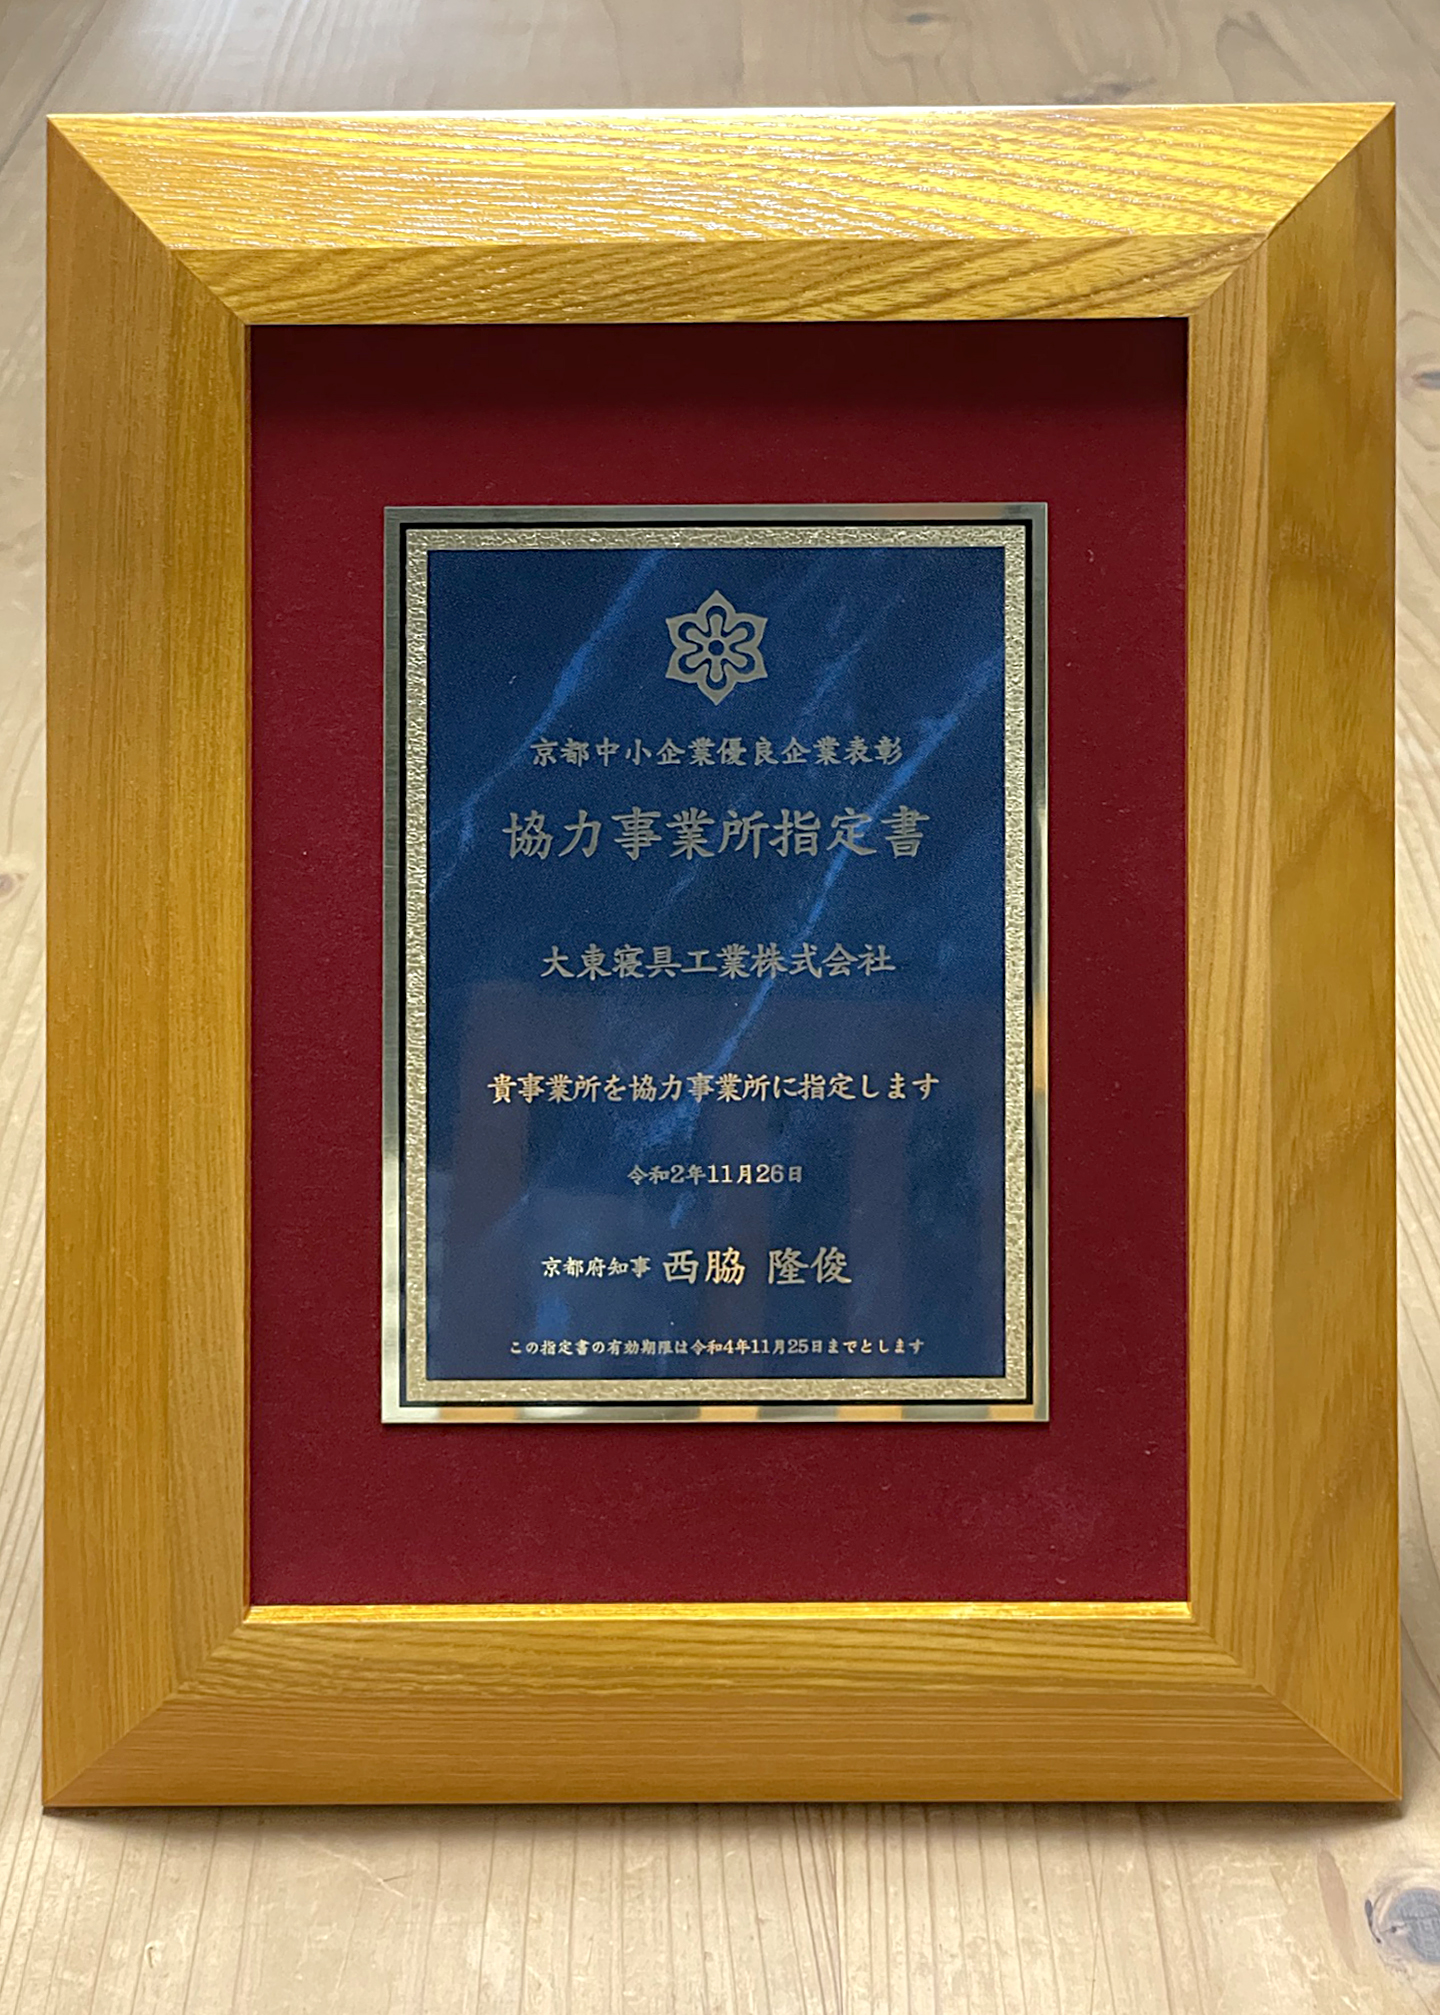 京都中小企業優良企業表彰
協力事業所指定書
大東寝具工業株式会社
貴事業所を協力事業所に指定します
令和2年11月26日
京都府知事 西脇 隆俊
この指定書の有効期限は令和4年11月25日までとします